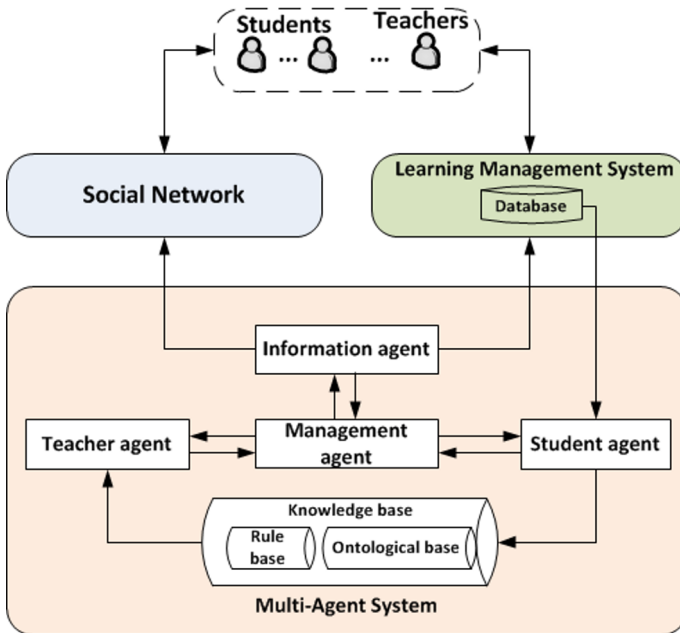 Students
Teachers
... ...
Social Network
Learning Management System
Database
Information agent
Teacher agent
Management
agent
Student agent
Knowledge base
Rule
base
Ontological base
Multi-Agent System